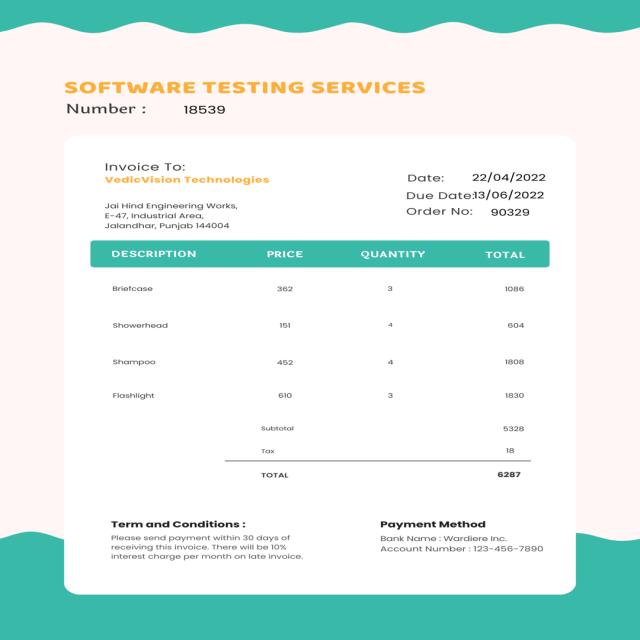 SOFTWARE TESTING SERVICES
Number : 18539
Invoice To:
VedicVision Technologies
Date: 22/04/2022
Due Date: 13/06/2022
Order No: 90329
Jai Hind Engineering Works,
E-47, Industrial Area,
Jalandhar, Punjab 144004
DESCRIPTION PRICE QUANTITY TOTAL
Briefcase 362 3 1086
Showerhead 151 4 604
Shampoo 452 4 1808
Flashlight 610 3 1830
Subtotal 5328
Tax 18
TOTAL 6287
Term and Conditions :
Please send payment within 30 days of
receiving this invoice. There will be 10%
interest charge per month on late invoice.
Payment Method
Bank Name : Wardiere Inc.
Account Number : 123-456-7890